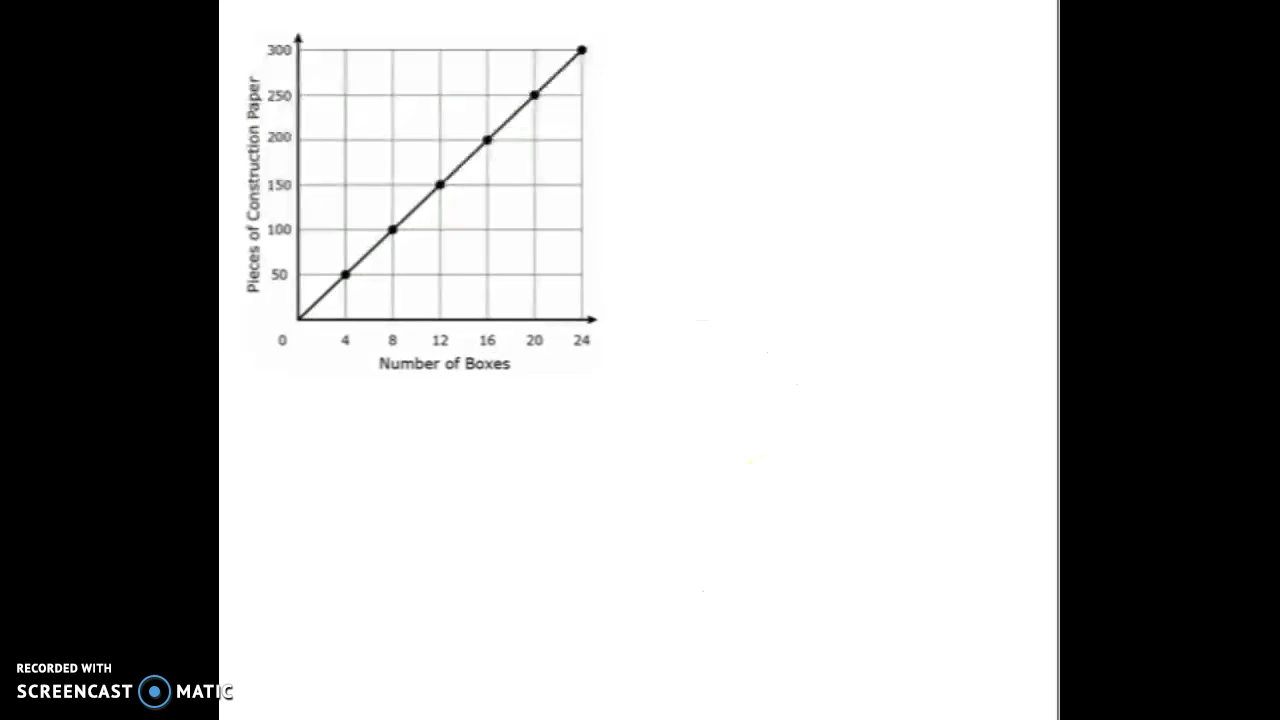 300
250
200
150
100
50
Pieces of Construction Paper
0 4 8 12 16 20 24
Number of Boxes
RECORDED WITH
SCREENCAST MATIC